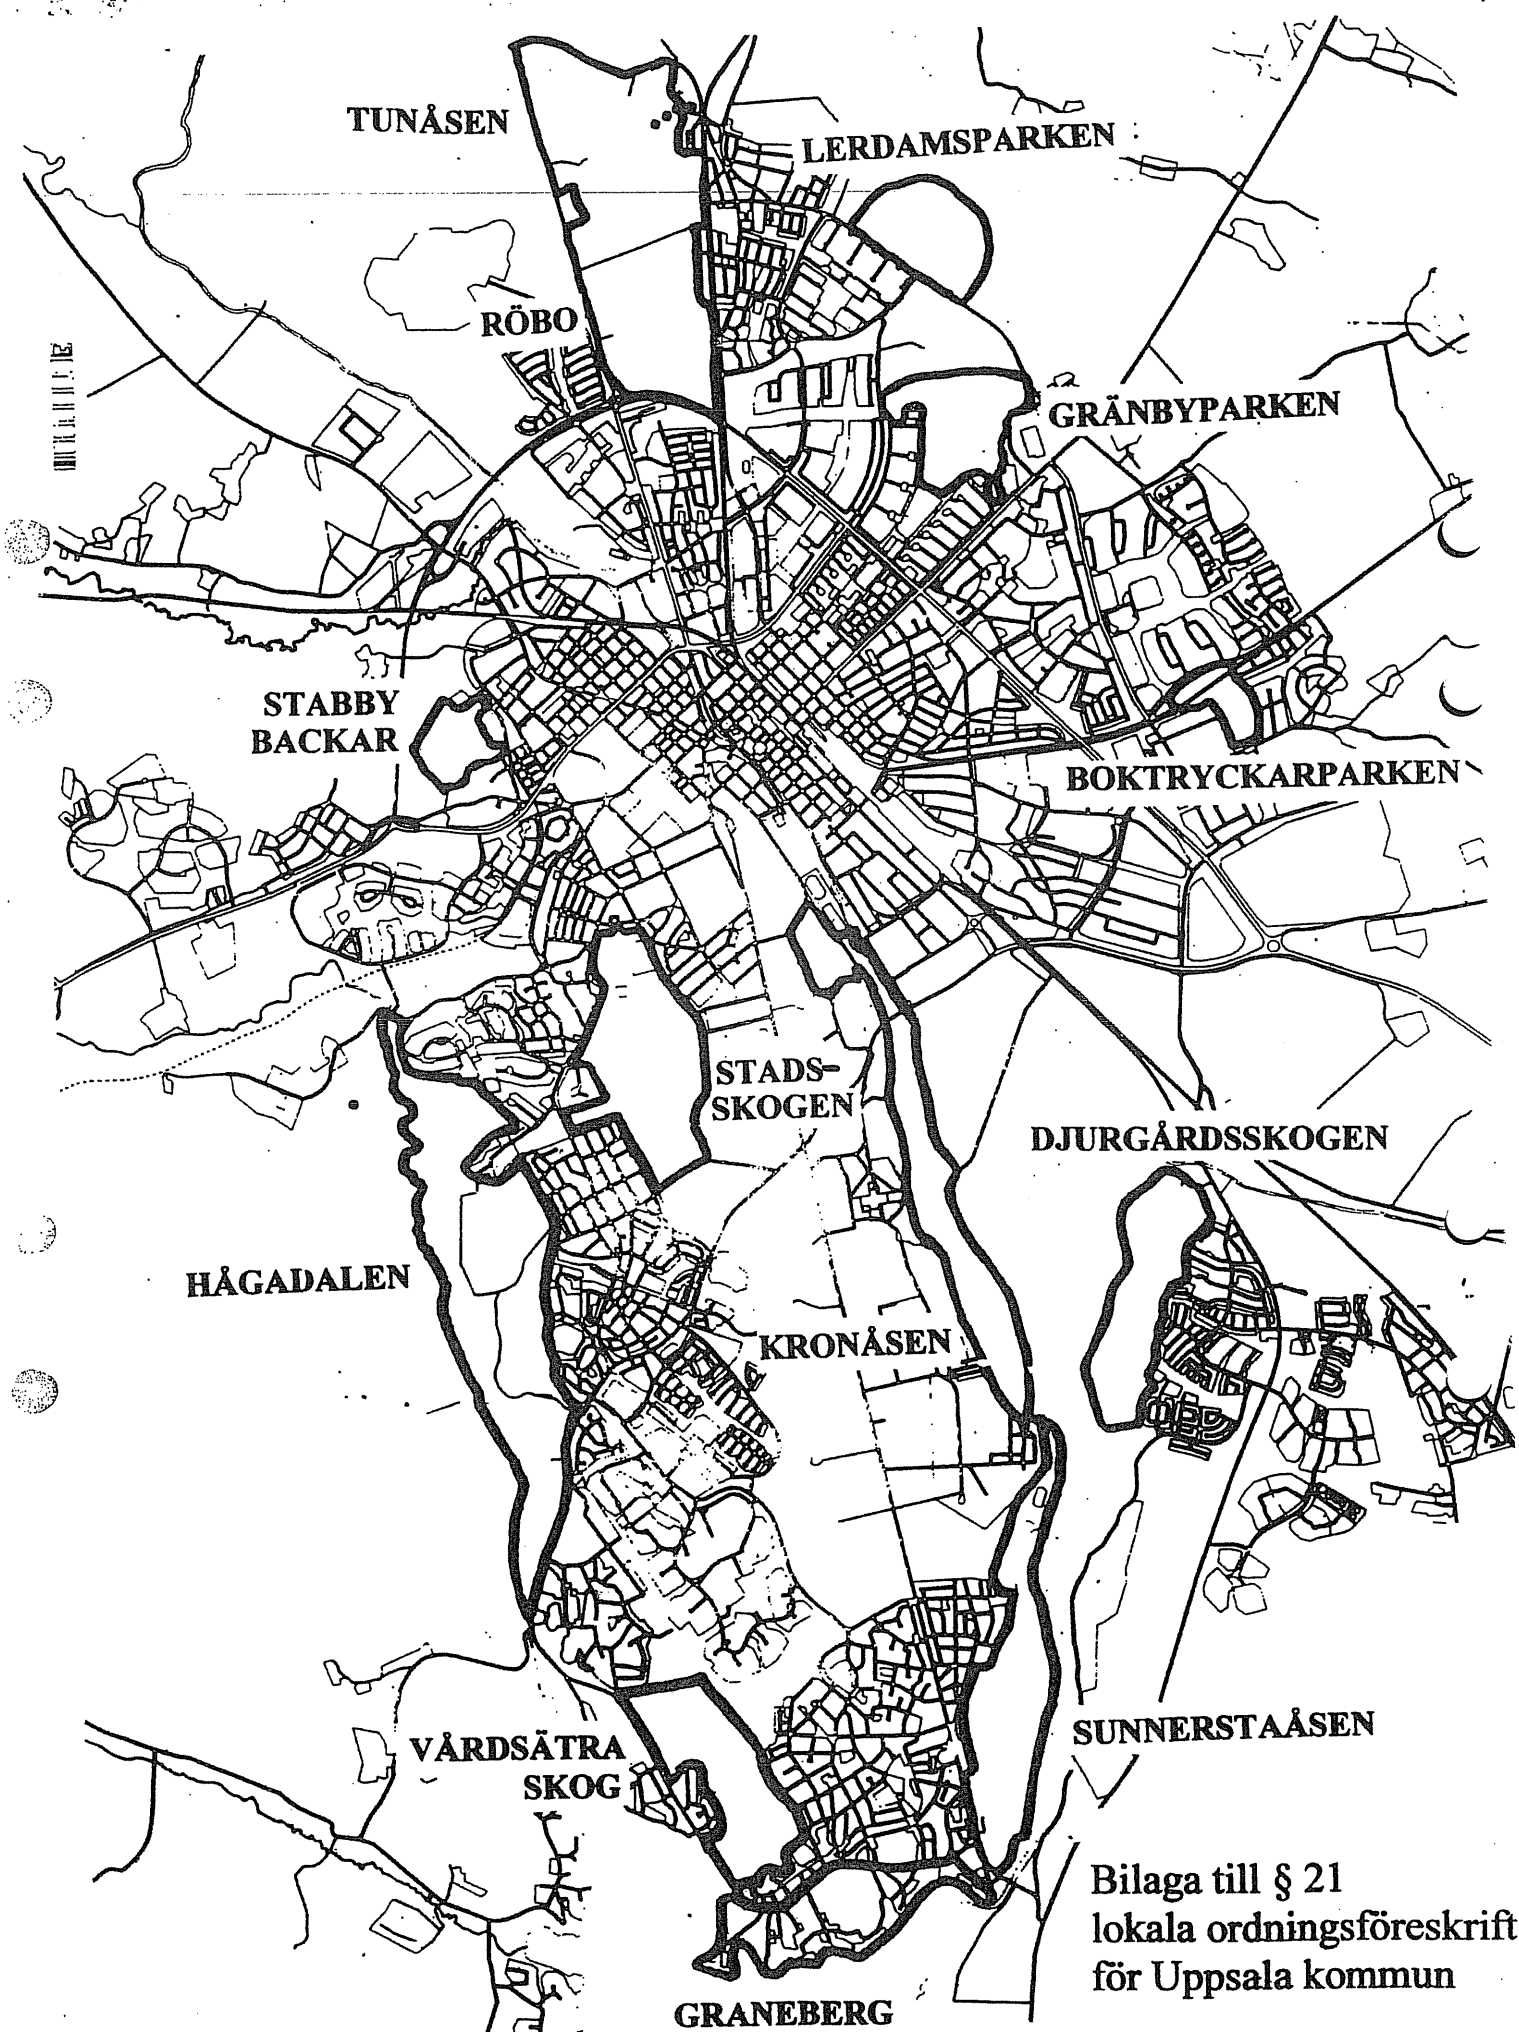 TUNÅSEN
LERDAMSPARKEN
RÖBO
GRÄNBYPARKEN
STABBY
BACKAR
BOKTRYCKARPARKEN
STADS-
SKOGEN
DJURGÅRDSSKOGEN
HÅGADALEN
KRONÅSEN
SUNNERSTAÅSEN
VÅRDSÄTRA
SKOG
Bilaga till § 21
lokala ordningsföreskrift
för Uppsala kommun
GRANEBERG